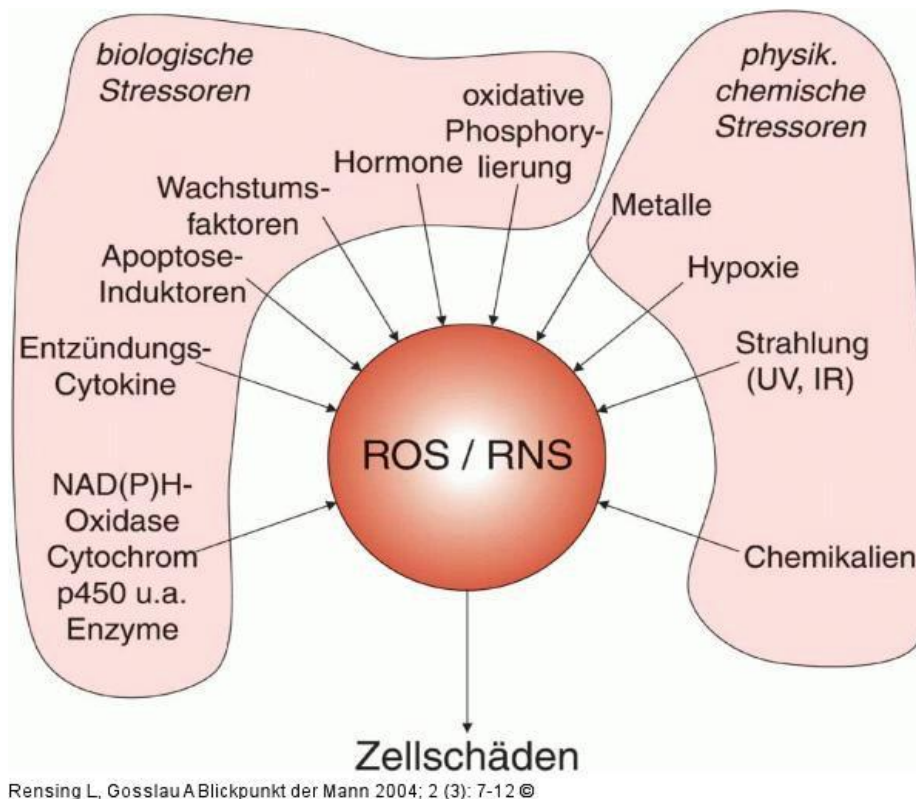 biologische
Stressoren
oxidative
Phosphory-
lierung
Hormone
Wachstums-
faktoren
Apoptose-
Induktoren
Entzündungs-
Cytokine
NAD(P)H-
Oxidase
Cytochrom
p450 u.a.
Enzyme
physik.
chemische
Stressoren
Metalle
Hypoxie
Strahlung
(UV, IR)
Chemikalien
ROS / RNS
Zellschäden
Rensing L, Gosslau A Blickpunkt der Mann 2004; 2 (3): 7-12 ©